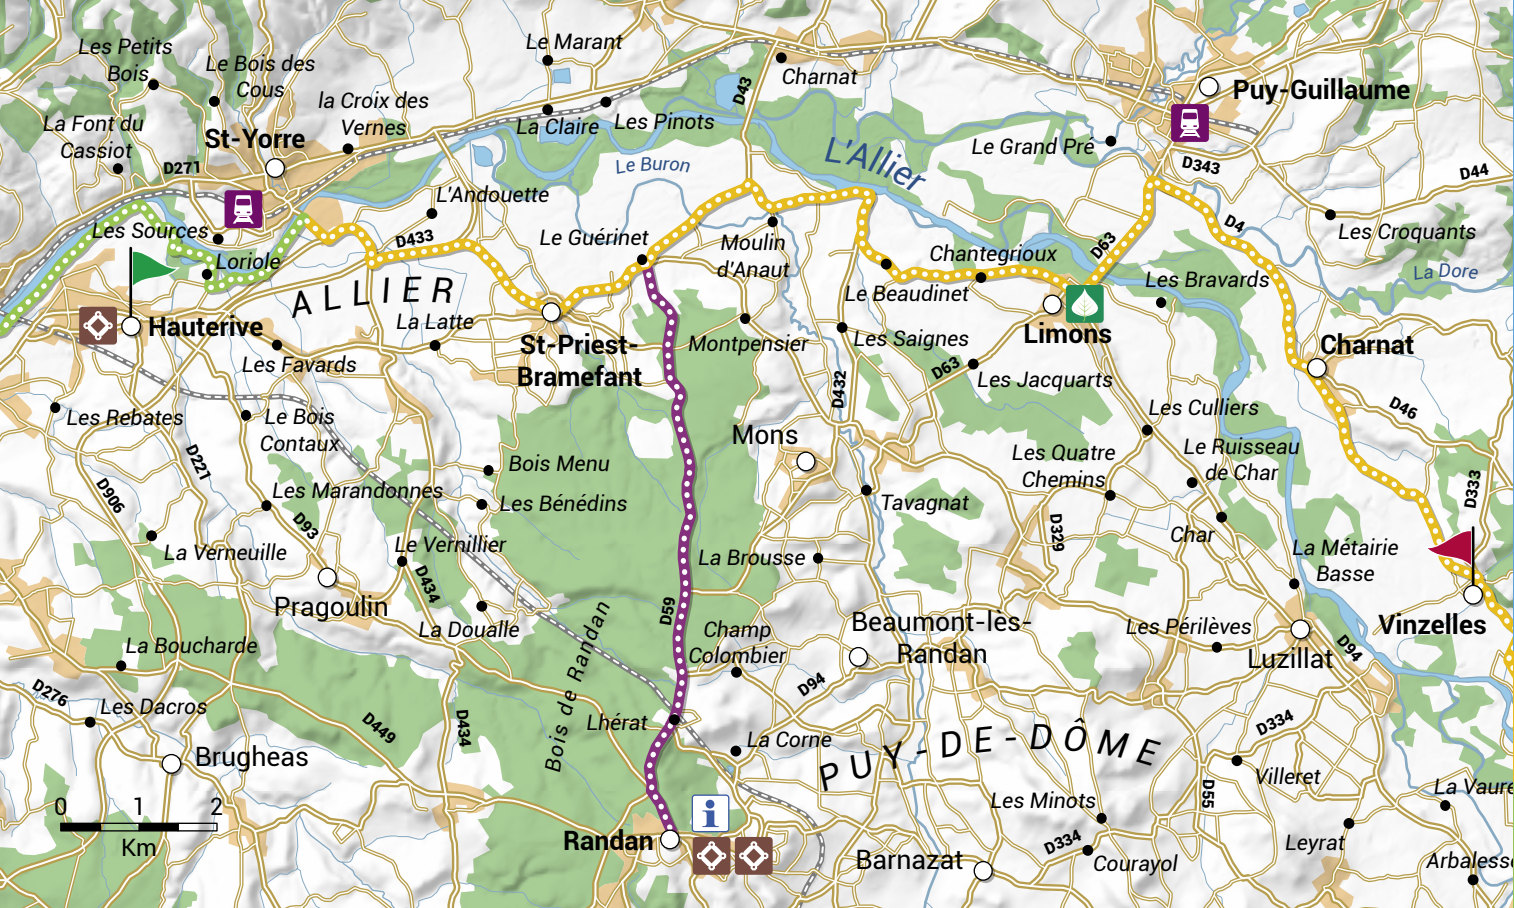 Les Petits
Bois
Le Bois des
Cous
Le Marant
Charnat
D43
Puy-Guillaume
la Croix des
Vernes
La Font du
Cassiot
St-Yorre
La Claire
Les Pinots
Le Grand Pré
L'Allier
Le Buron
D271
D343
D44
L'Andouette
Les Sources
D433
Le Guérinet
Moulin
d'Anaut
Chantegrioux
D63
D4
Les Croquants
La Dore
Loriole
ALLIER
Le Beaudinet
Les Bravards
Hauterive
La Latte
St-Priest-
Bramefant
Montpensier
Les Saignes
Limons
Charnat
Les Favards
D63
Les Jacquarts
D432
D46
Les Rebates
Le Bois
Contaux
Mons
Les Culliers
Le Ruisseau
de Char
Les Quatre
Chemins
D221
Bois Menu
D906
Les Marandonnes
Les Bénédins
Tavagnat
D333
D93
D329
Char
La Verneuille
Le Vernillier
La Brousse
La Métairie
Basse
D434
Pragoulin
D59
La Doualle
Champ
Colombier
Beaumont-lès-
Randan
Les Périlèves
Vinzelles
Luzillat
D94
La Boucharde
Bois de Randan
D94
D276
Les Dacros
D449
D434
Lhérat
La Corne
PUY-DE-DÔME
D334
Brugheas
Villeret
D55
La Vaure
0 1 2
Km
Les Minots
Leyrat
Randan
D334
Barnazat
Courayol
Arbaless